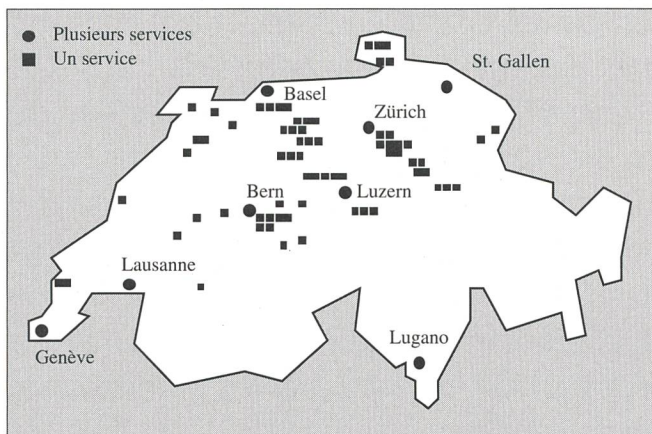 Plusieurs services
Un service
St. Gallen
Basel
Zürich
Bern
Luzern
Lausanne
Genève
Lugano